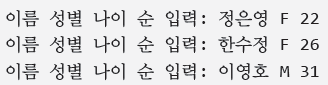 이름 성별 나이 순 입력: 정은영 F 22
이름 성별 나이 순 입력: 한수정 F 26
이름 성별 나이 순 입력: 이영호 M 31